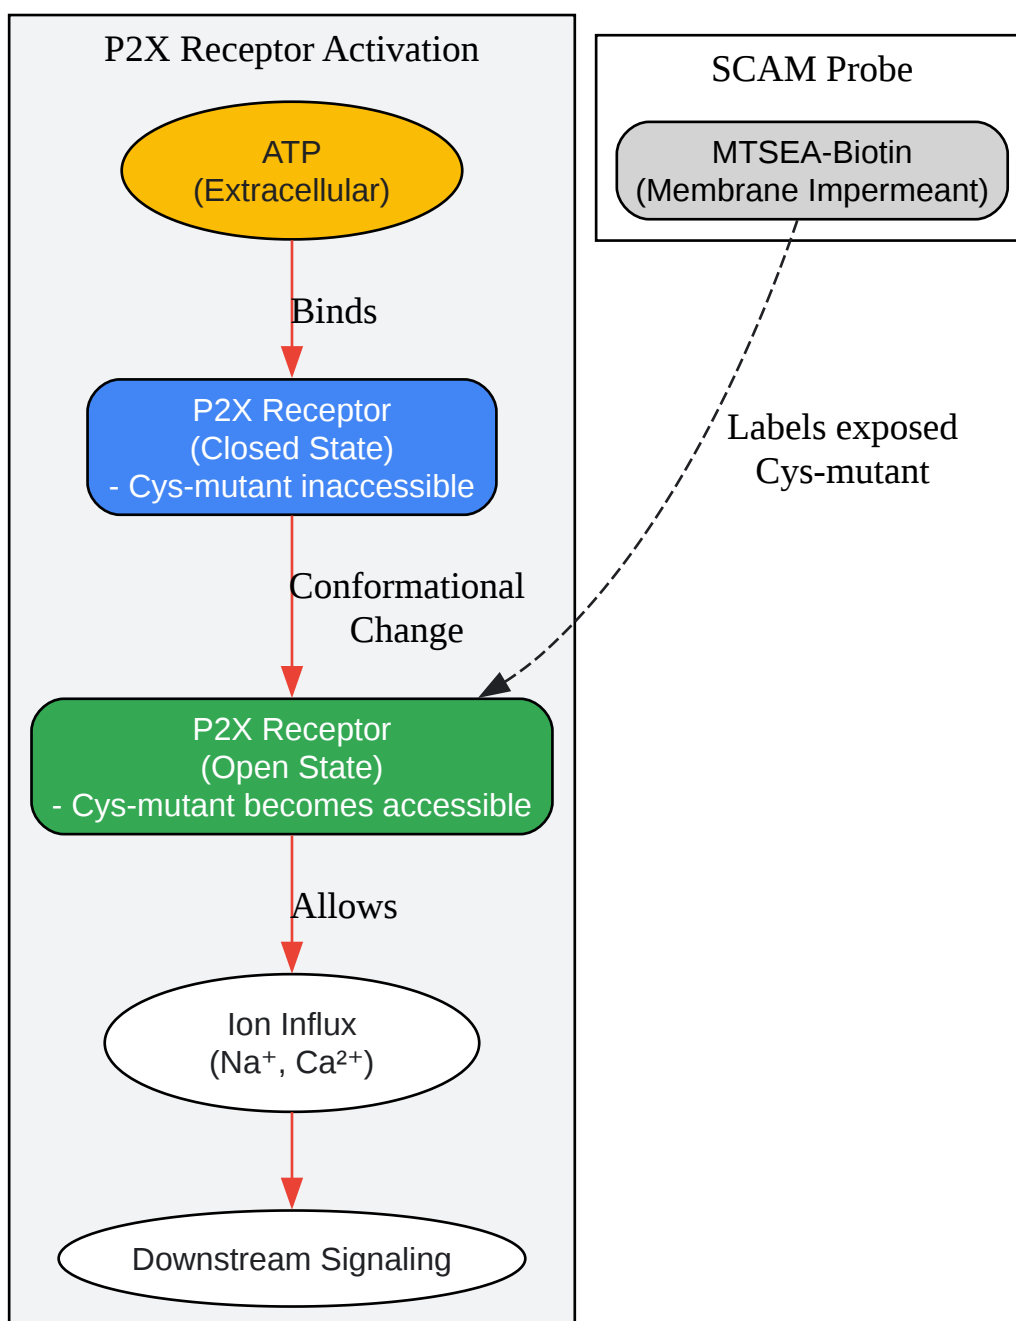 P2X Receptor Activation
ATP
(Extracellular)
Binds
P2X Receptor
(Closed State)
- Cys-mutant inaccessible
Conformational
Change
P2X Receptor
(Open State)
- Cys-mutant becomes accessible
Allows
Ion Influx
(Na⁺, Ca²⁺)
Downstream Signaling
SCAM Probe
MTSEA-Biotin
(Membrane Impermeant)
Labels exposed
Cys-mutant